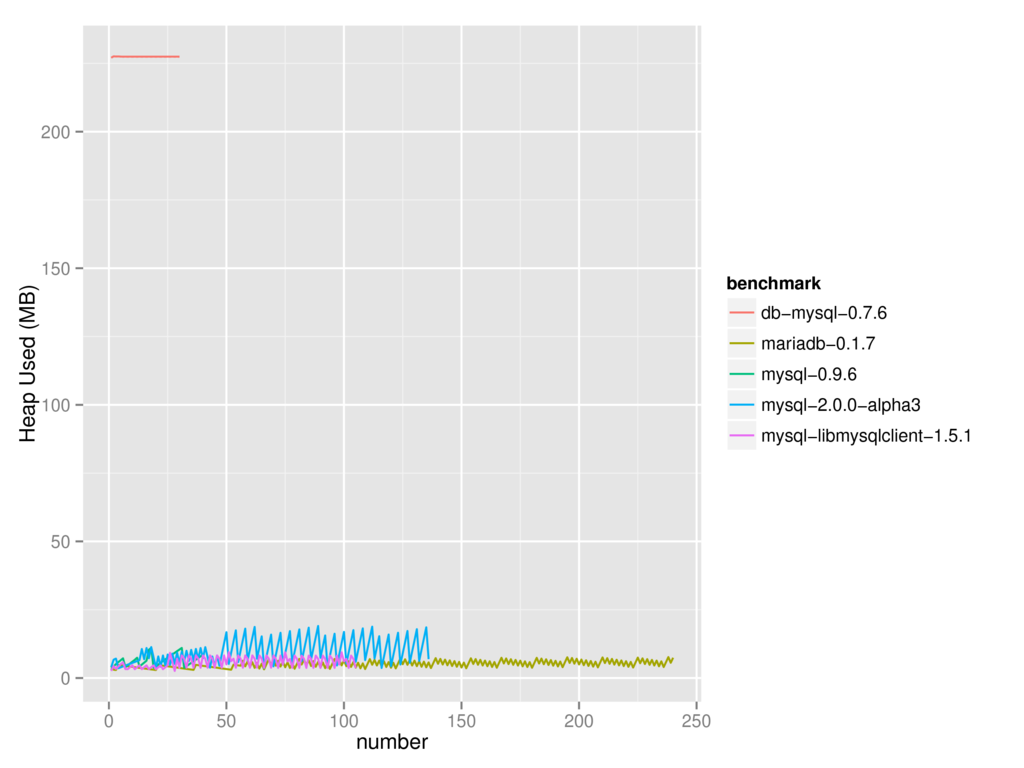 200
150
100
50
0
Heap Used (MB)
0 50 100 150 200 250
number
benchmark
db−mysql−0.7.6
mariadb−0.1.7
mysql−0.9.6
mysql−2.0.0−alpha3
mysql−libmysqlclient−1.5.1